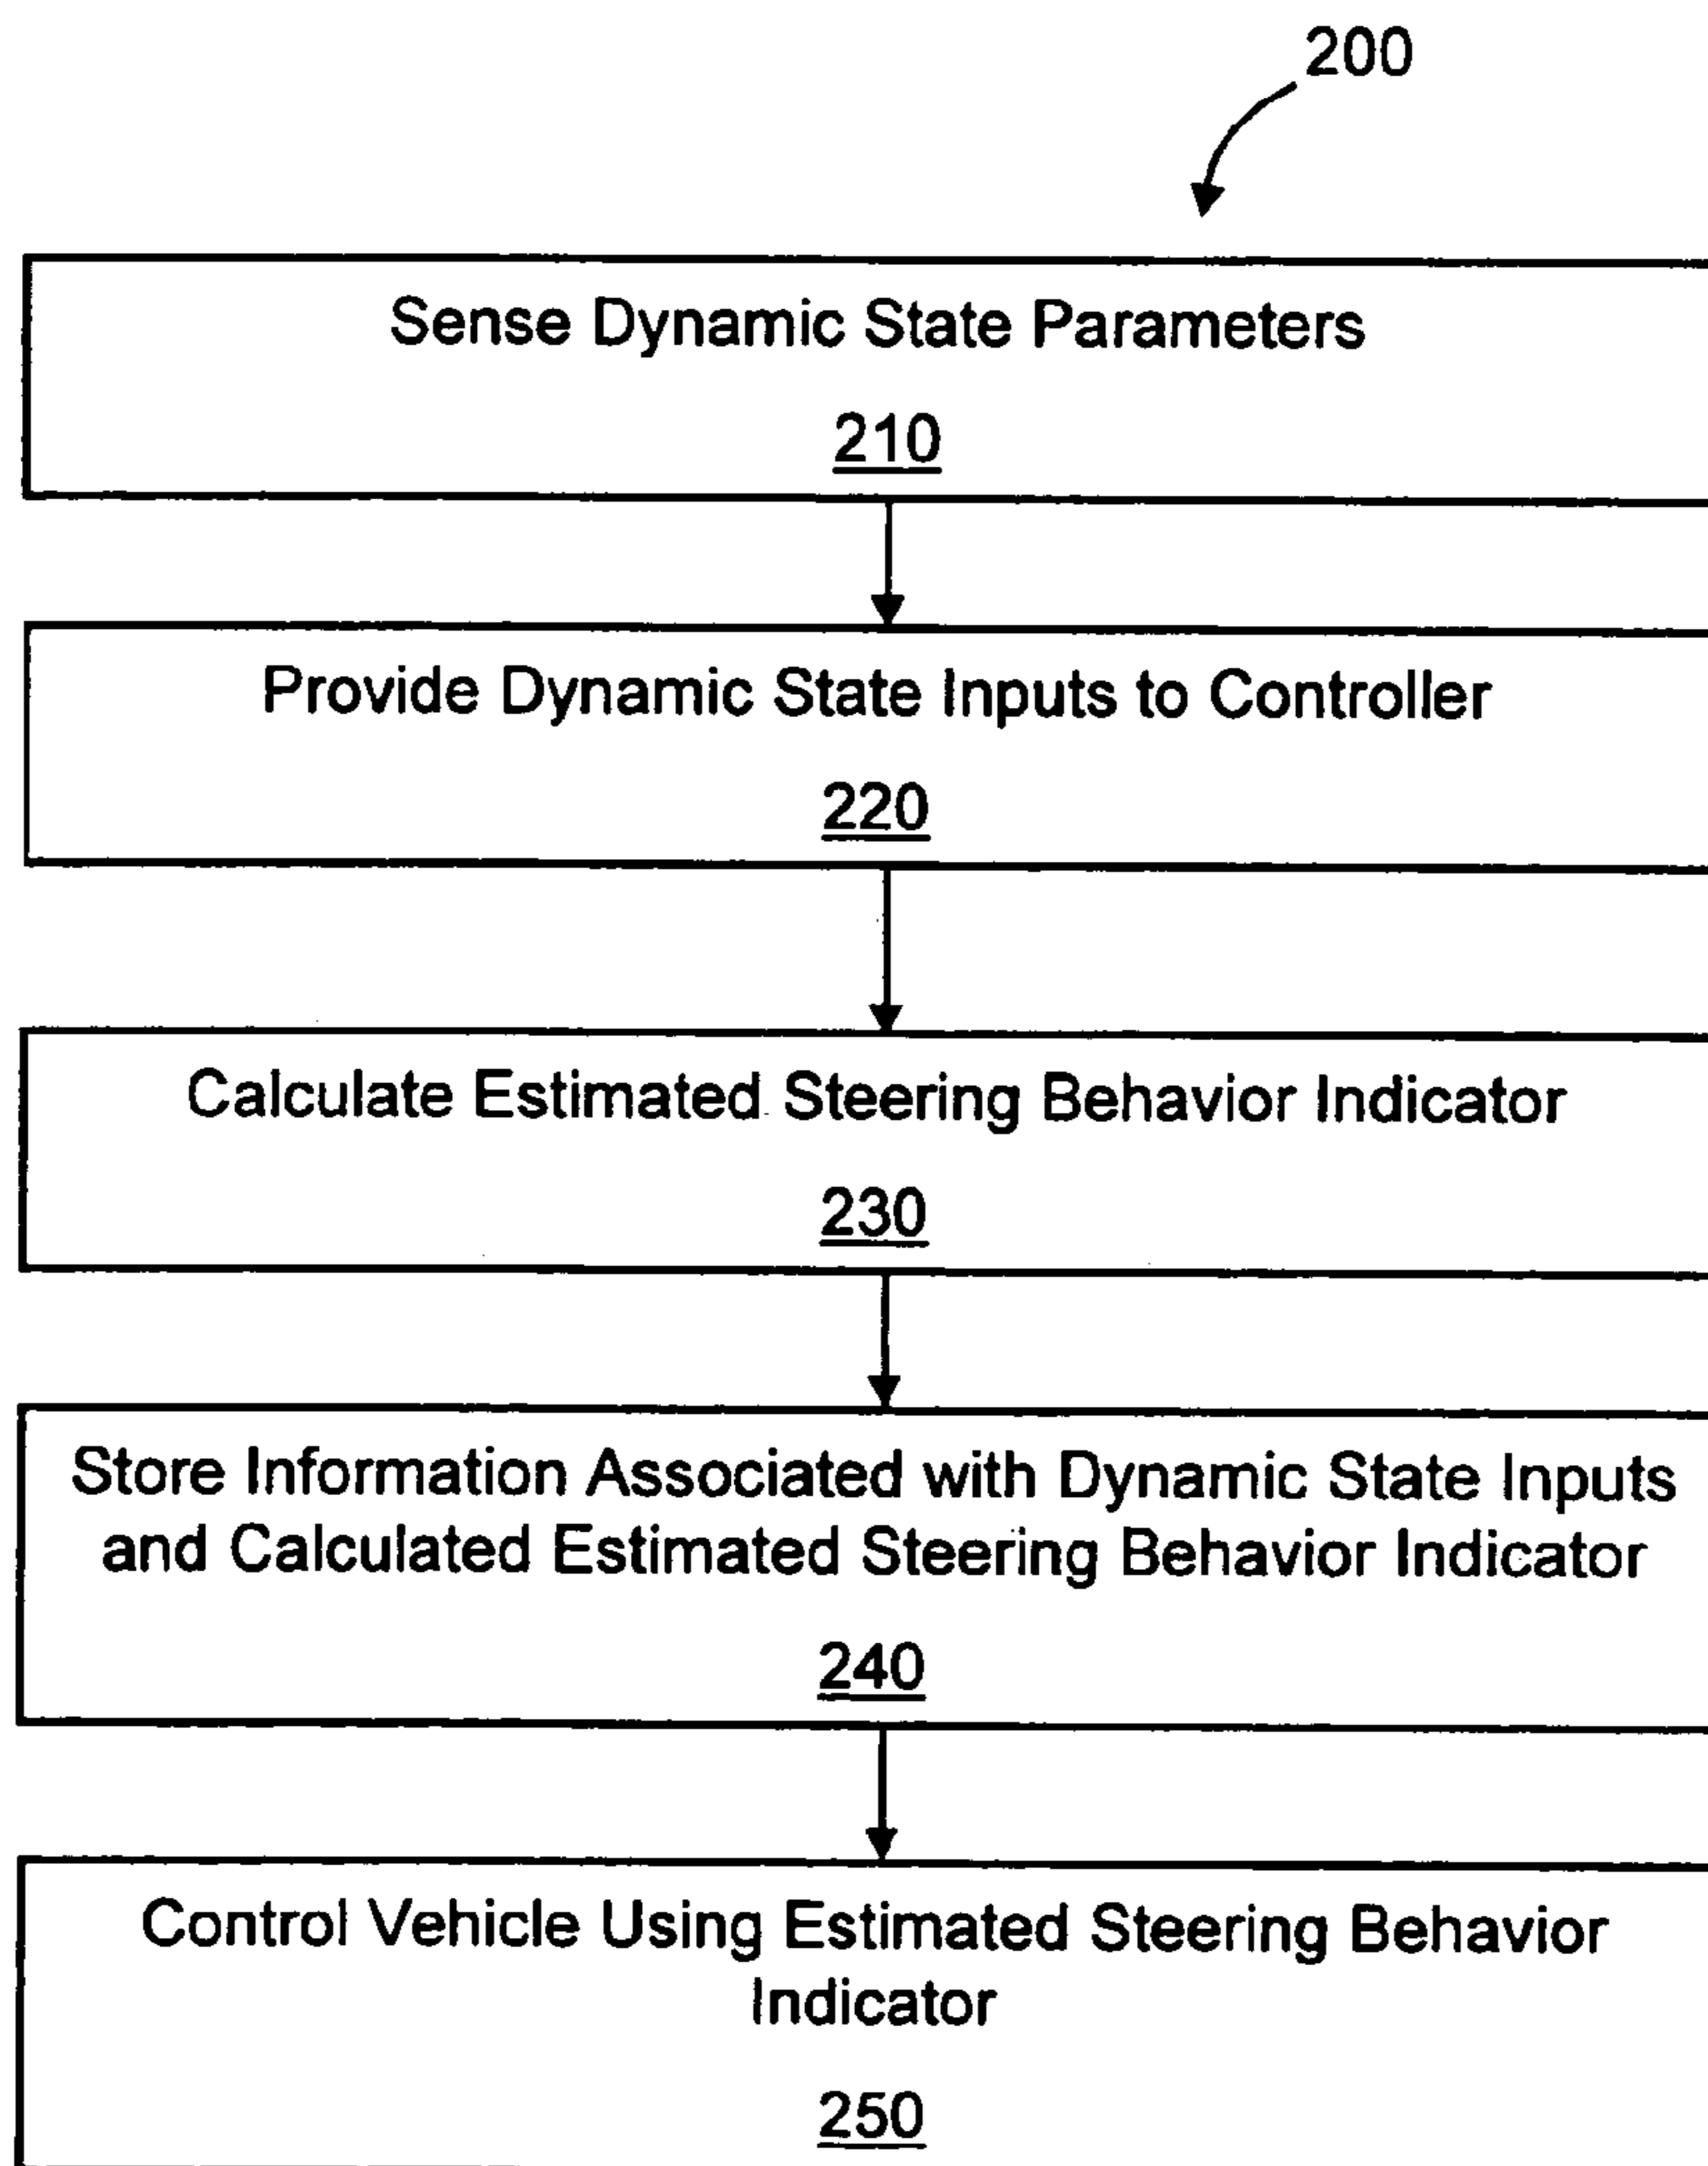 200
Sense Dynamic State Parameters
210
Provide Dynamic State Inputs to Controller
220
Calculate Estimated Steering Behavior Indicator
230
Store Information Associated with Dynamic State Inputs
and Calculated Estimated Steering Behavior Indicator
240
Control Vehicle Using Estimated Steering Behavior
Indicator
250